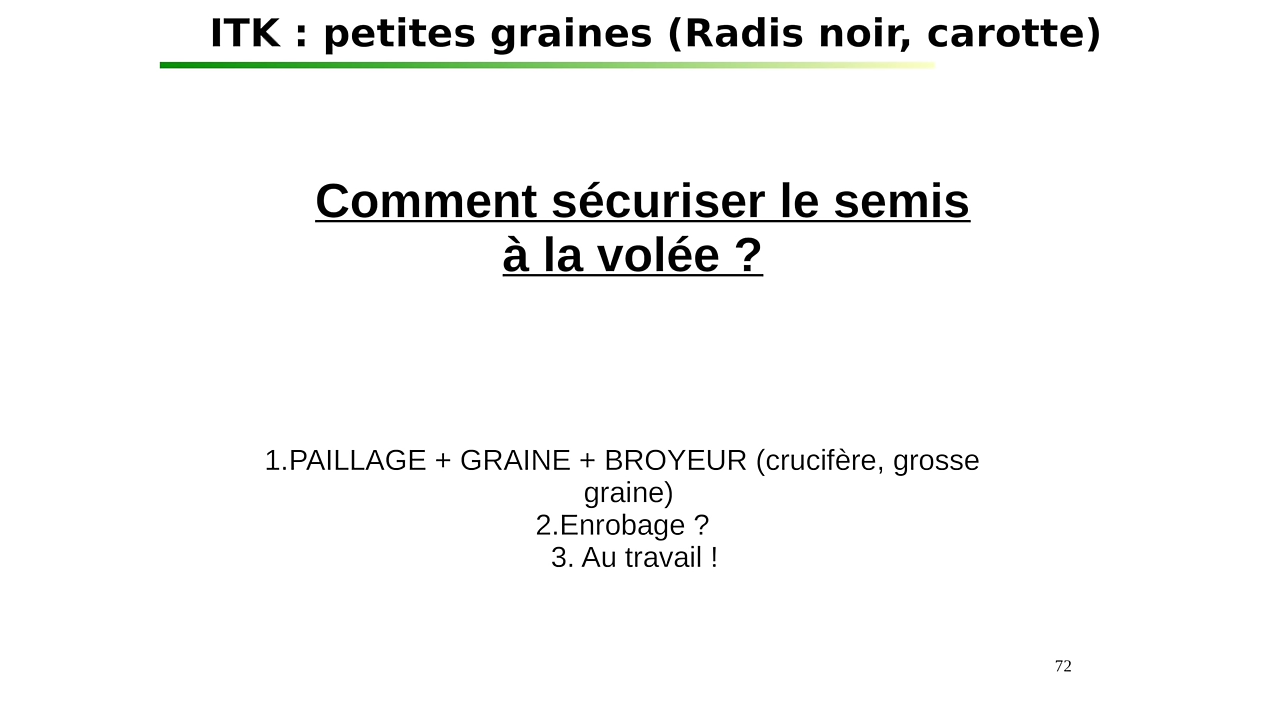 ITK : petites graines (Radis noir, carotte)
Comment sécuriser le semis
à la volée ?
1.PAILLAGE + GRAINE + BROYEUR (crucifère, grosse
graine)
2.Enrobage ?
3. Au travail !
72